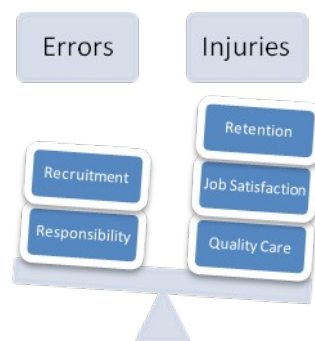 Errors
Injuries
Retention
Recruitment
Job Satisfaction
Responsibility
Quality Care